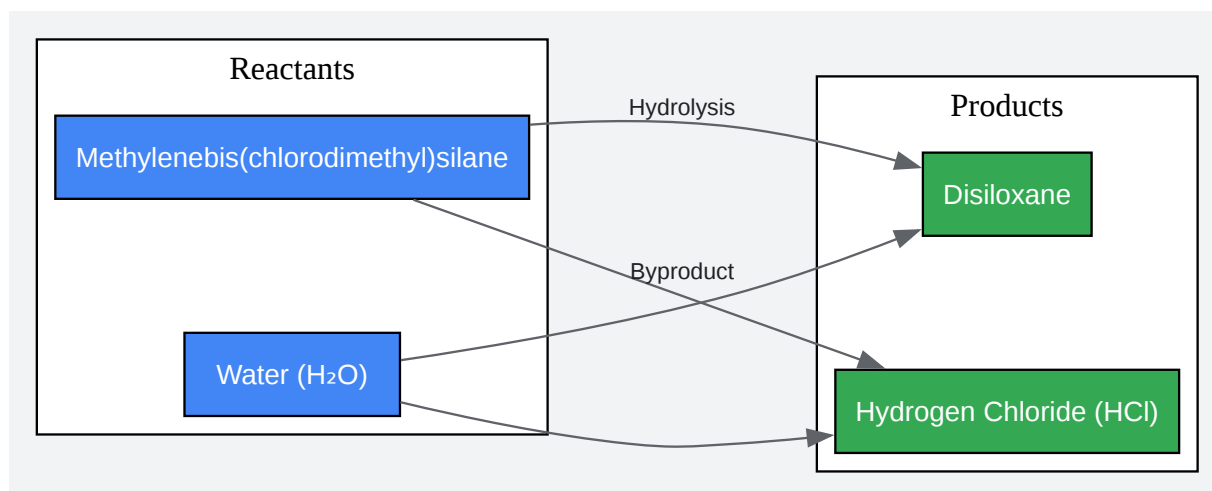 Reactants
Methylenebis(chlorodimethyl)silane
Water (H₂O)
Hydrolysis
Byproduct
Products
Disiloxane
Hydrogen Chloride (HCl)